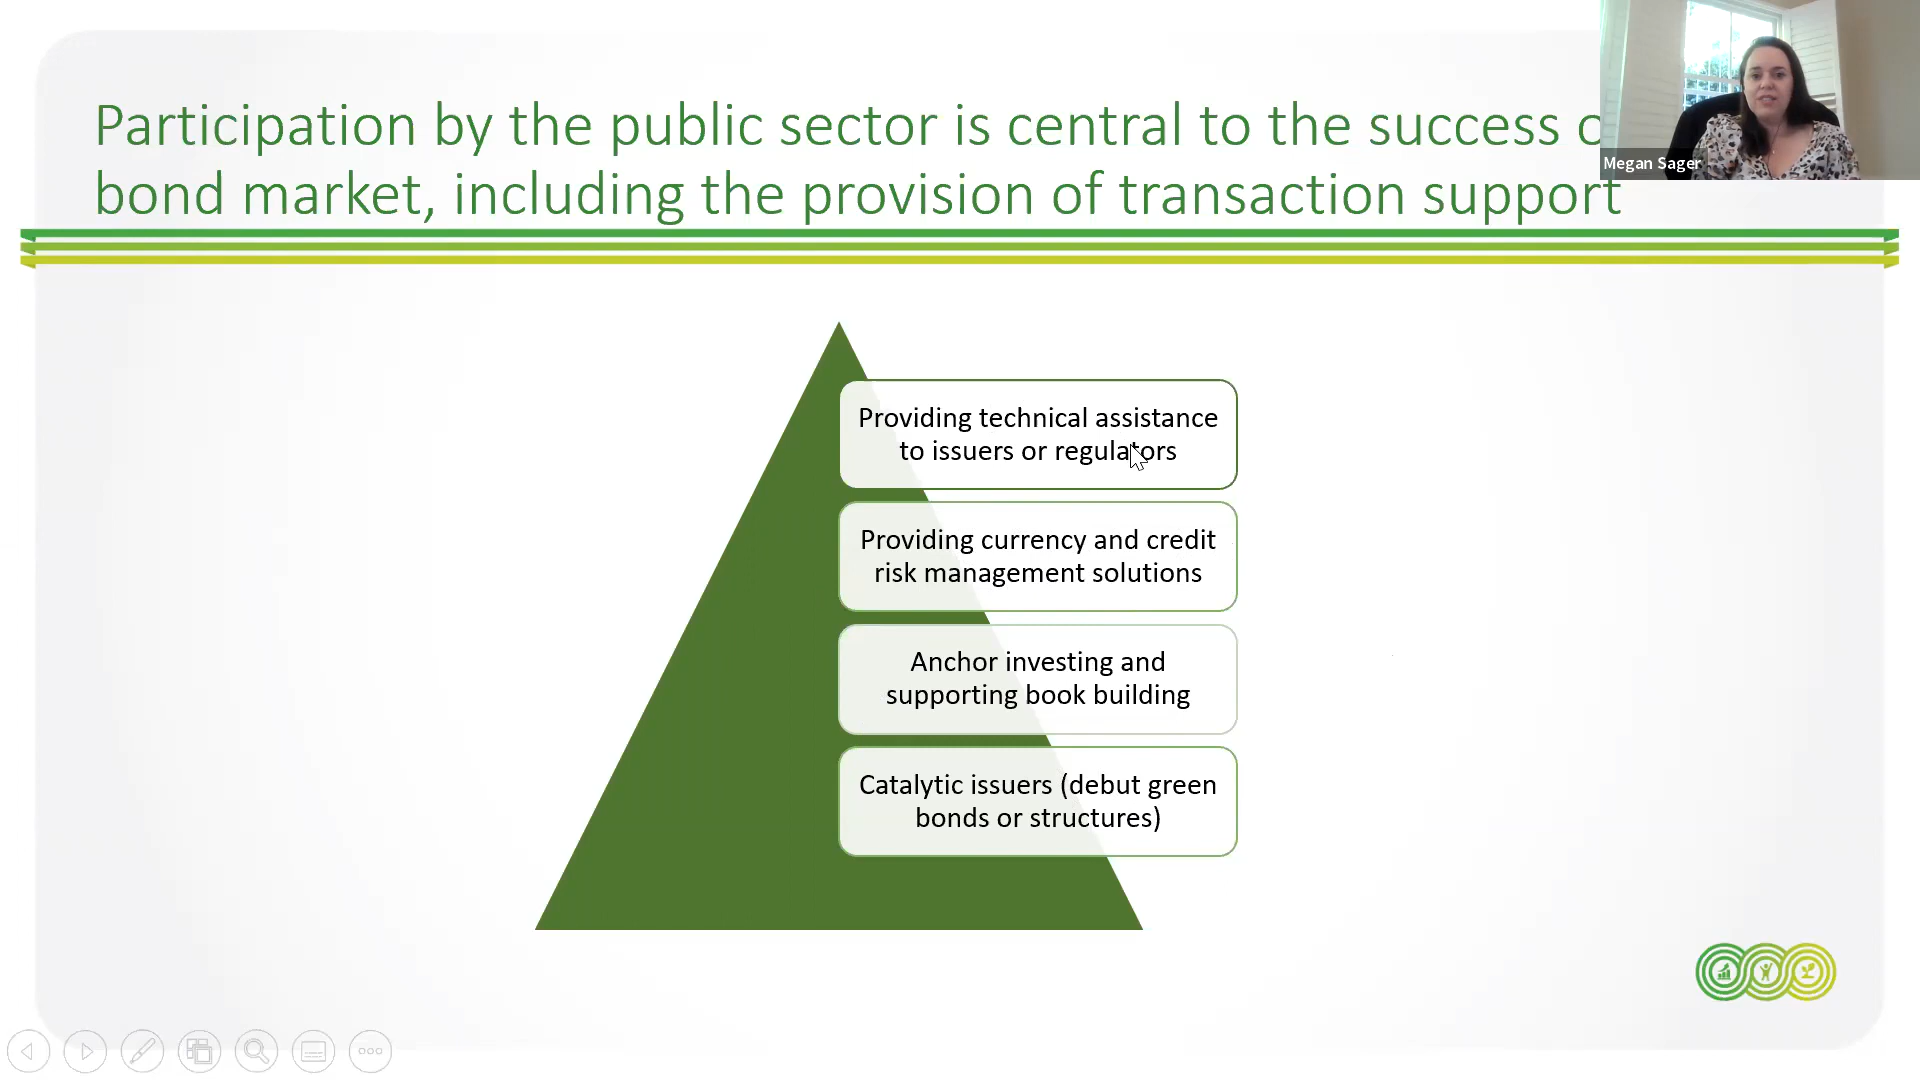 Participation by the public sector is central to the success
bond market, including the provision of transaction support
Megan Sager
Providing technical assistance
to issuers or regulators
Providing currency and credit
risk management solutions
Anchor investing and
supporting book building
Catalytic issuers (debut green
bonds or structures)